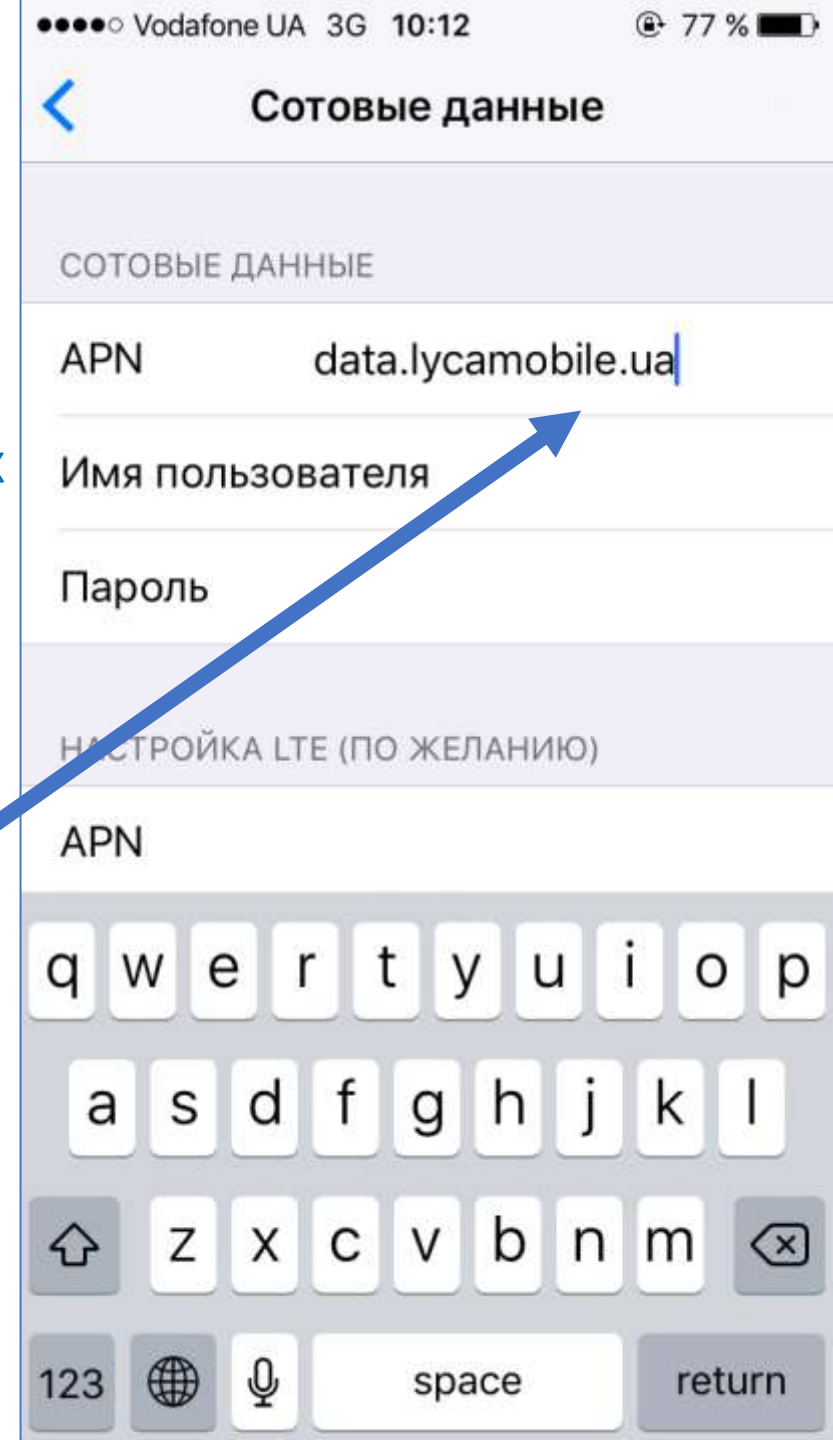 Vodafone UA 3G 10:12 77 %
Сотовые данные
СОТОВЫЕ ДАННЫЕ
APN data.lycamobile.ua
х
Имя пользователя
Пароль
НАСТРОЙКА LTE (ПО ЖЕЛАНИЮ)
APN
q w e r t y u i o p
a s d f g h j k l
z x c v b n m
123 space return